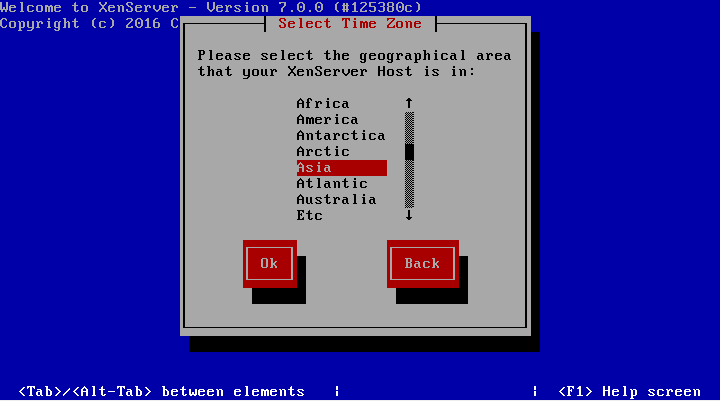 Welcome to XenServer - Version 7.0.0 (#125380c)
Copyright (c) 2016 C
Select Time Zone
Please select the geographical area
that your XenServer Host is in:
Africa
America
Antarctica
Arctic
Asia
Atlantic
Australia
Etc
Ok Back
<Tab>/<Alt-Tab> between elements | | <F1> Help screen